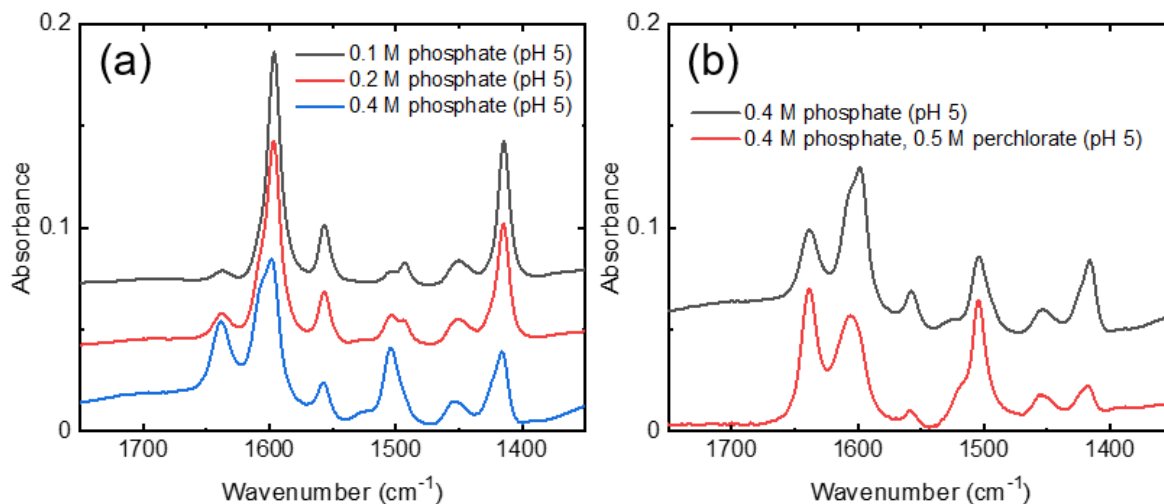 (a)
0.1 M phosphate (pH 5)
0.2 M phosphate (pH 5)
0.4 M phosphate (pH 5)
0.2
0.1
0
Absorbance
1700 1600 1500 1400
Wavenumber (cm⁻¹)
(b)
0.4 M phosphate (pH 5)
0.4 M phosphate, 0.5 M perchlorate (pH 5)
0.2
0.1
0
Absorbance
1700 1600 1500 1400
Wavenumber (cm⁻¹)